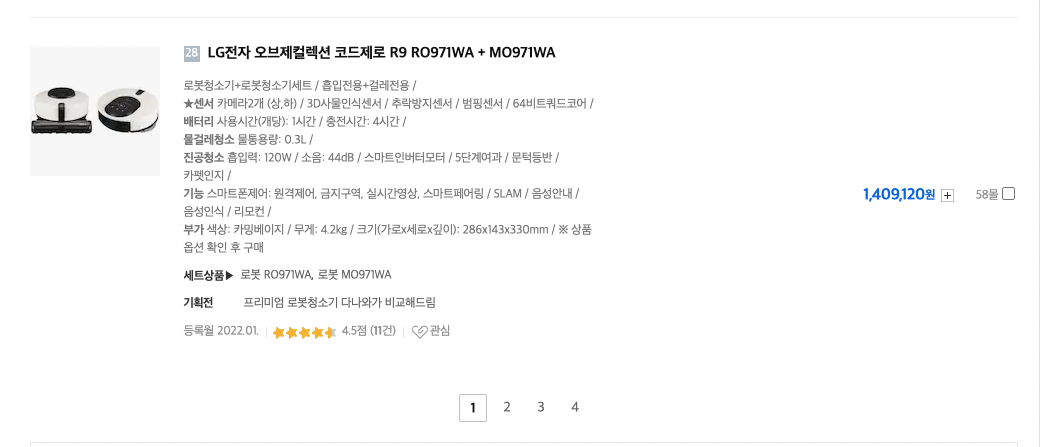 28 LG전자 오브제컬렉션 코드제로 R9 RO971WA + MO971WA
로봇청소기+로봇청소기세트 / 흡입전용+걸레전용 /
★센서 카메라2개 (상,하) / 3D사물인식센서 / 추락방지센서 / 범핑센서 / 64비트쿼드코어 /
배터리 사용시간(개당): 1시간 / 충전시간: 4시간 /
물걸레청소 물통용량: 0.3L /
진공청소 흡입력: 120W / 소음: 44dB / 스마트인버터모터 / 5단계여과 / 문턱등반 /
카펫인지 /
기능 스마트폰제어: 원격제어, 금지구역, 실시간영상, 스마트페어링 / SLAM / 음성안내 /
음성인식 / 리모컨 /
부가 색상: 카밍베이지 / 무게: 4.2kg / 크기(가로x세로x깊이): 286x143x330mm / ※ 상품
옵션 확인 후 구매
1,409,120원 + 58몰
세트상품▶ 로봇 RO971WA, 로봇 MO971WA
기획전 프리미엄 로봇청소기 다나와가 비교해드림
등록월 2022.01. 4.5점 (11건) 관심
1 2 3 4